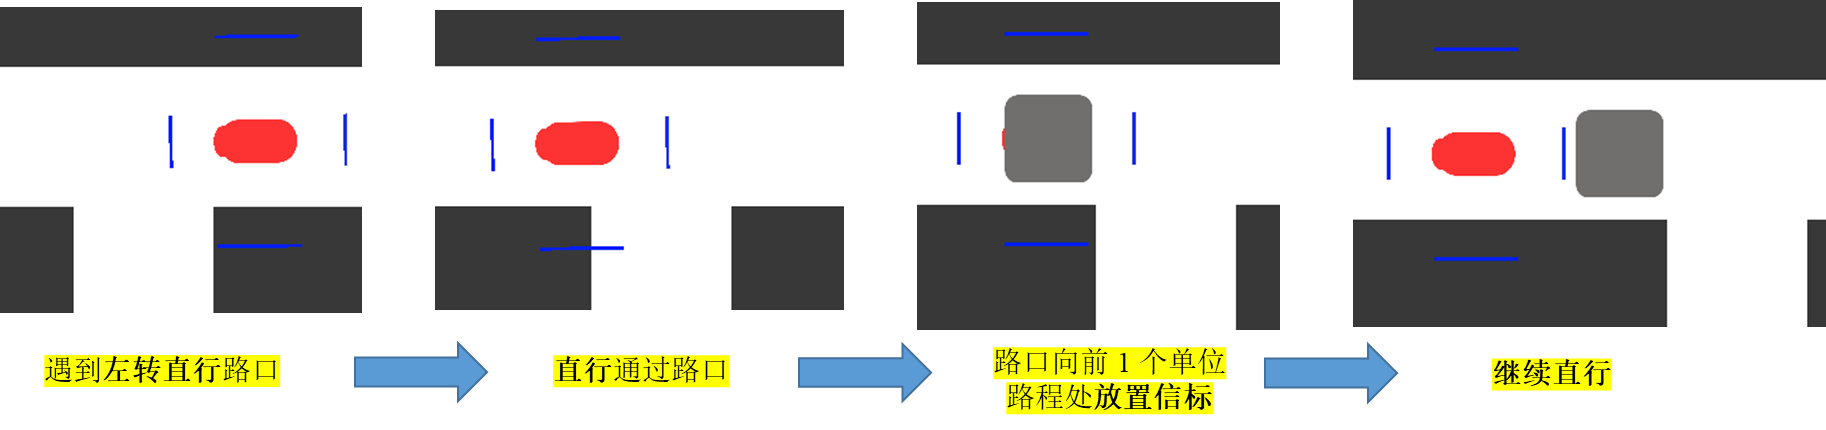 遇到左转直行路口
直行通过路口
路口向前 1 个单位
路程处放置信标
继续直行